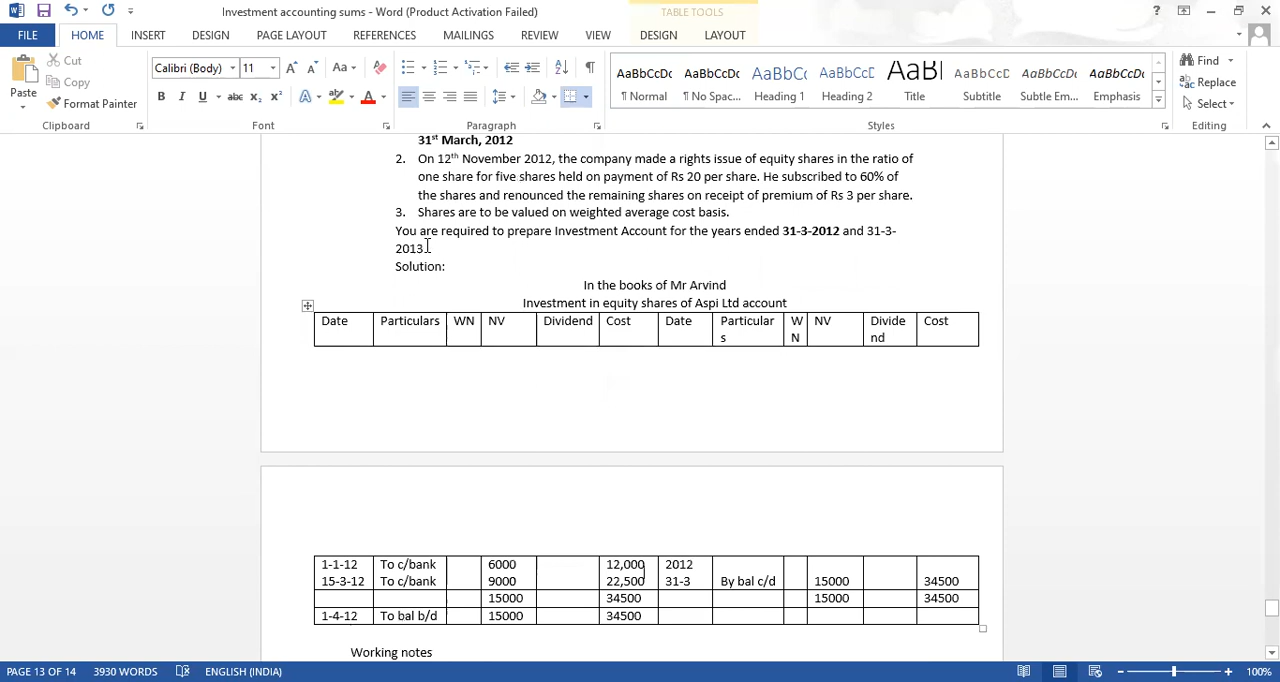 Investment accounting sums - Word (Product Activation Failed)
TABLE TOOLS
FILE HOME INSERT DESIGN PAGE LAYOUT REFERENCES MAILINGS REVIEW VIEW DESIGN LAYOUT
Paste Cut Copy Format Painter
Calibri (Body) 11
AaBbCcDc AaBbCcDc AaBbCc AaBbCcD AaB AaBbCcD AaBbCcDc AaBbCcDc
¶ Normal ¶ No Spac... Heading 1 Heading 2 Title Subtitle Subtle Em... Emphasis
Find Replace Select
Clipboard Font Paragraph Styles Editing
31st March, 2012
2. On 12th November 2012, the company made a rights issue of equity shares in the ratio of
one share for five shares held on payment of Rs 20 per share. He subscribed to 60% of
the shares and renounced the remaining shares on receipt of premium of Rs 3 per share.
3. Shares are to be valued on weighted average cost basis.
You are required to prepare Investment Account for the years ended 31-3-2012 and 31-3-
2013.
Solution:
In the books of Mr Arvind
Investment in equity shares of Aspi Ltd account
Date Particulars WN NV Dividend Cost Date Particular W NV Divide Cost
s N nd
1-1-12 To c/bank 6000 12,000 2012
15-3-12 To c/bank 9000 22,500 31-3 By bal c/d 15000 34500
15000 34500 15000 34500
1-4-12 To bal b/d 15000 34500
Working notes
PAGE 13 OF 14 3930 WORDS ENGLISH (INDIA) 100%